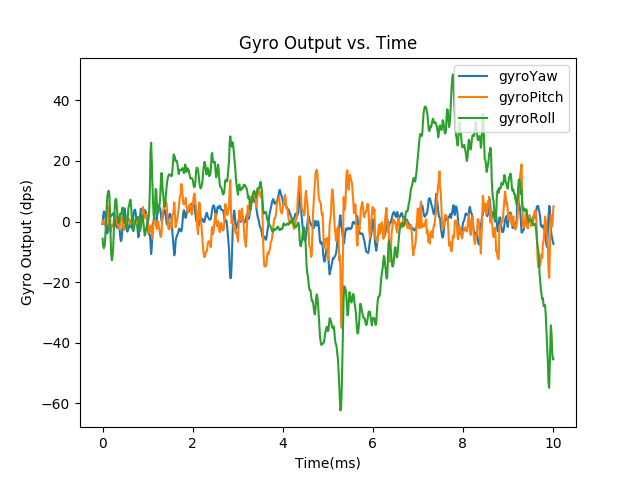 Gyro Output vs. Time
gyroYaw
gyroPitch
gyroRoll
Gyro Output (dps)
40
20
0
−20
−40
−60
0 2 4 6 8 10
Time(ms)